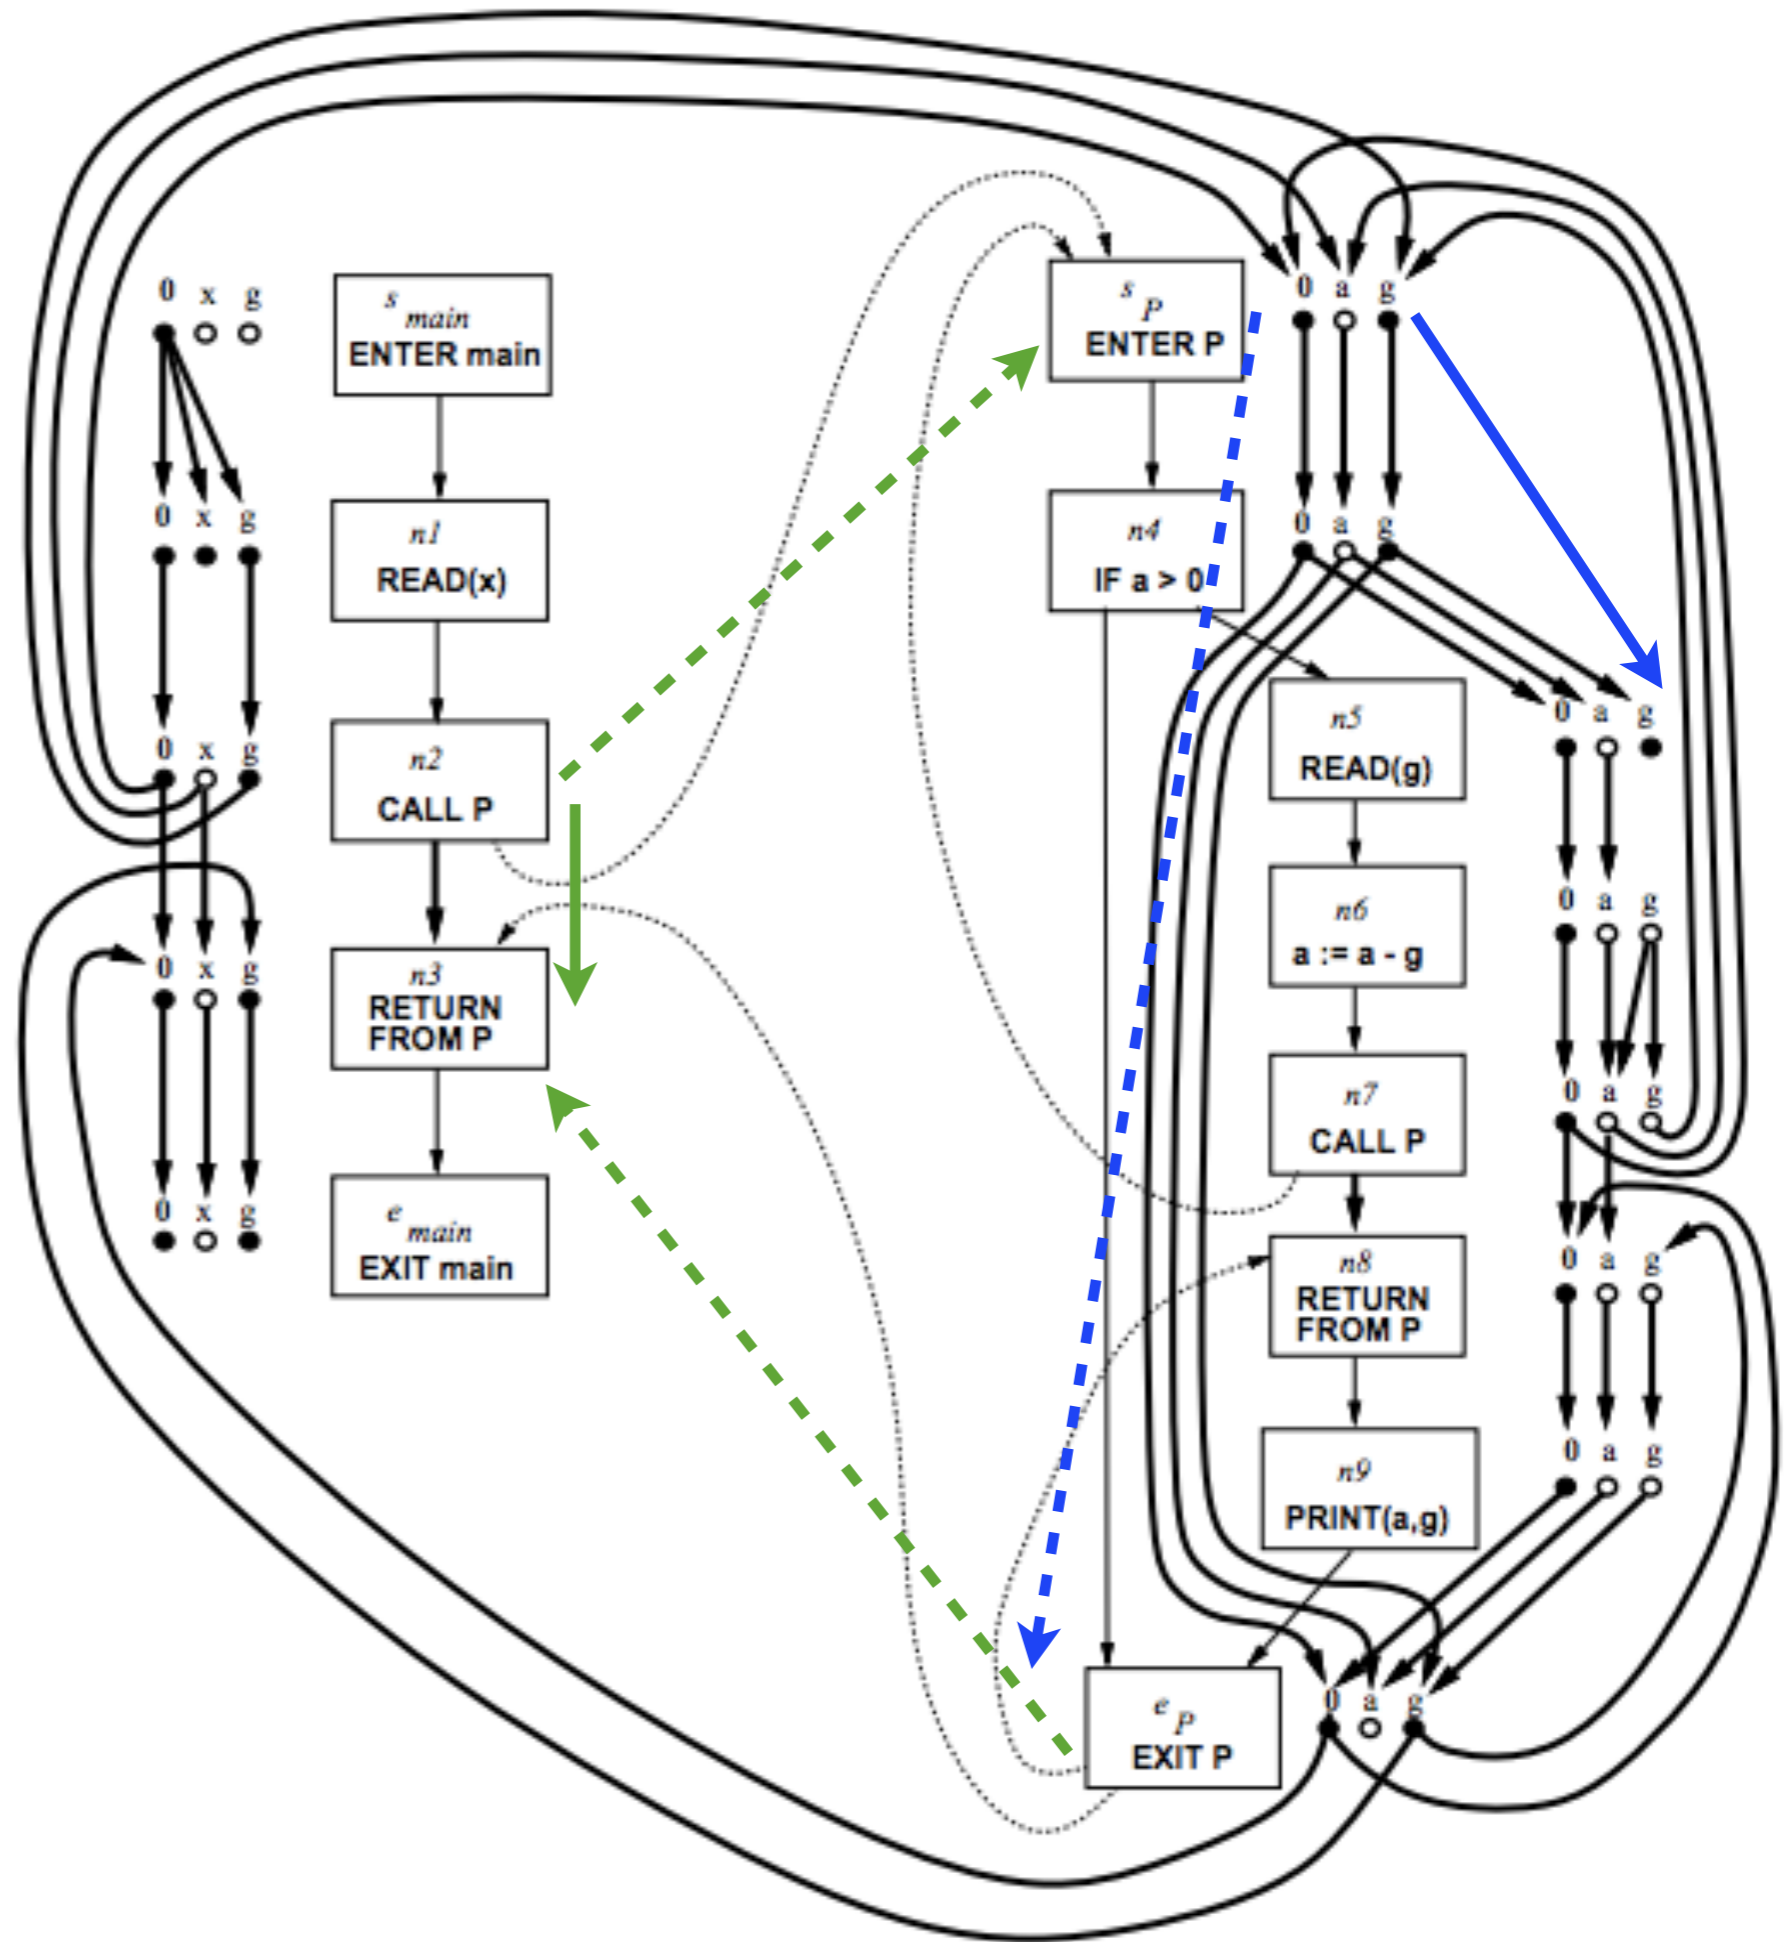 0 x g
s main
ENTER main
0 x g
n1
READ(x)
0 x g
n2
CALL P
0 x g
n3
RETURN
FROM P
0 x g
e main
EXIT main
s P
ENTER P
0 a g
n4
IF a > 0
0 a g
n5
READ(g)
0 a g
n6
a := a - g
0 a g
n7
CALL P
0 a g
n8
RETURN
FROM P
0 a g
n9
PRINT(a,g)
0 a g
e P
EXIT P
0 a g